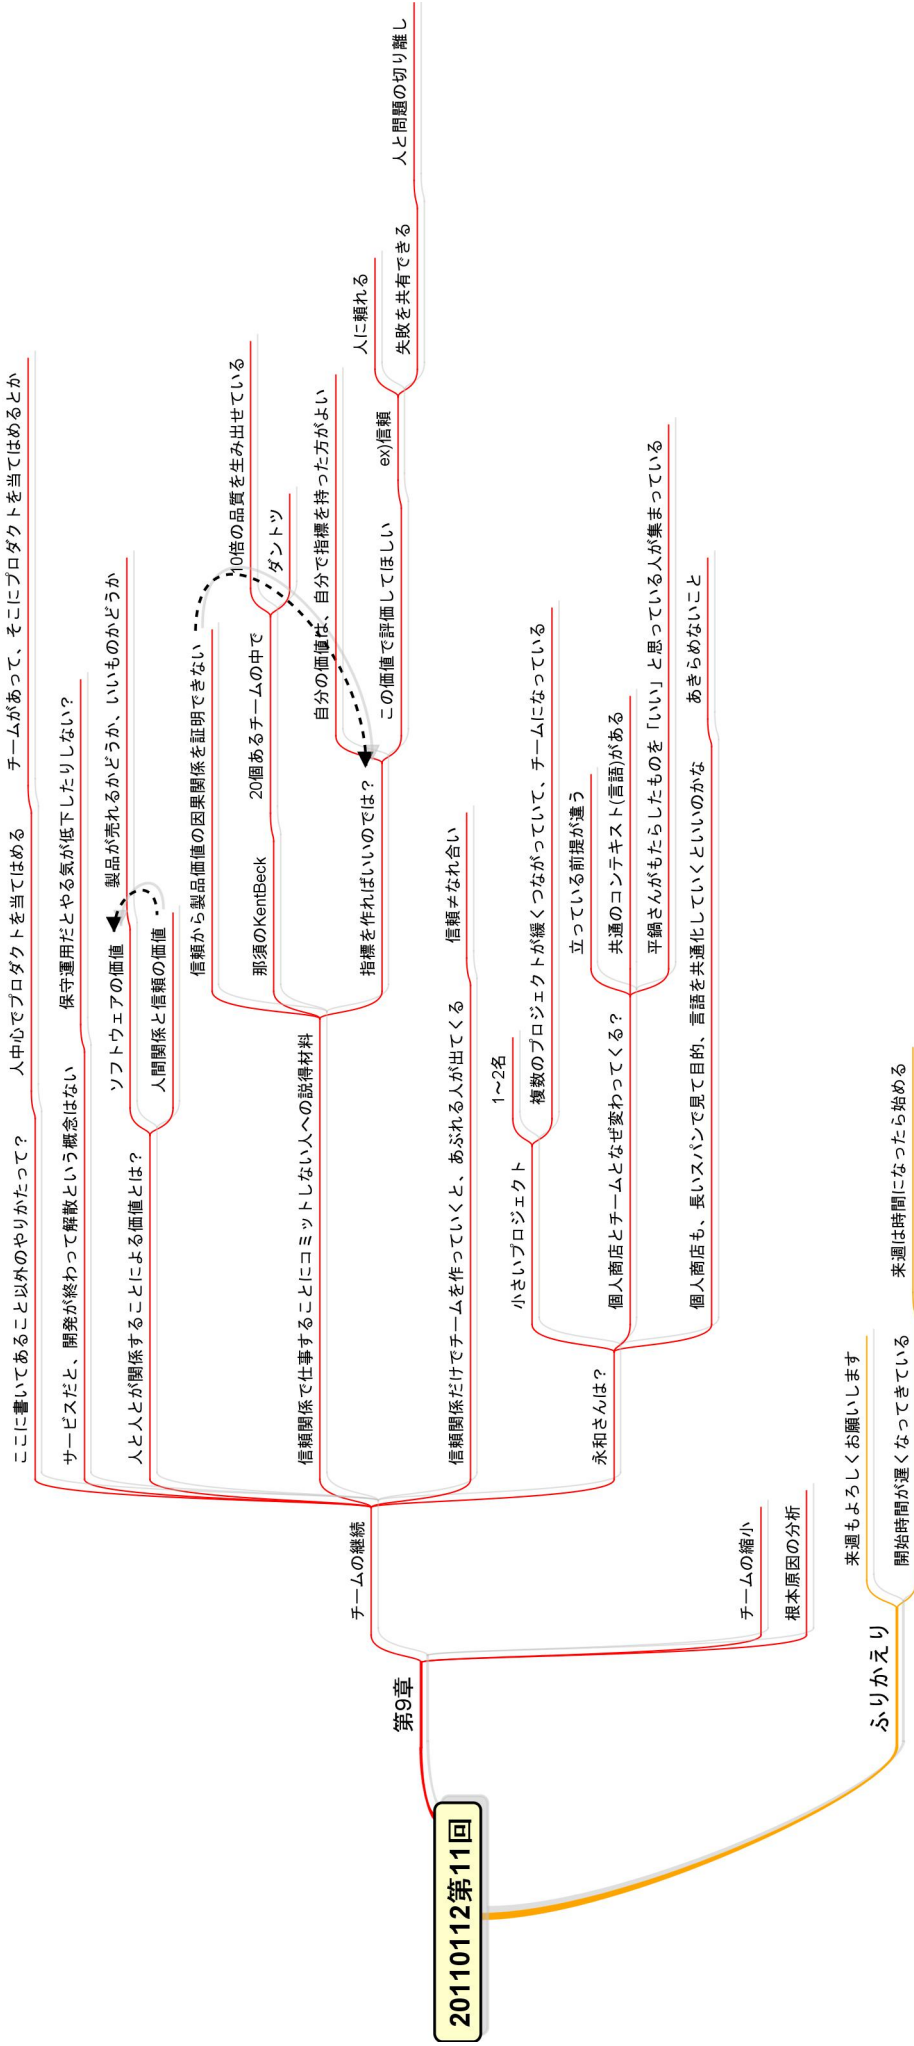 20110112第11回
第9章
チームの継続
ここに書いてあること以外のやりかたって？
人中心でプロダクトを当てはめる
チームがあって、そこにプロダクトを当てはめるとか
サービスだと、開発が終わって解散という概念はない
保守運用だとやる気が低下したりしない？
人と人とが関係することによる価値とは？
ソフトウェアの価値
製品が売れるかどうか、いいものかどうか
人間関係と信頼の価値
信頼関係で仕事することにコミットしない人への説得材料
信頼から製品価値の因果関係を証明できない
那須のKentBeck
20個あるチームの中で
10倍の品質を生み出せている
ダントツ
指標を作ればいいのでは？
自分の価値は、自分で指標を持った方がよい
この価値で評価してほしい
ex)信頼
人に頼れる
失敗を共有できる
人と問題の切り離し
信頼関係だけでチームを作っていくと、あぶれる人が出てくる
信頼≠なれ合い
永和さんは？
小さいプロジェクト
1〜2名
複数のプロジェクトが緩くつながっていて、チームになっている
個人商店とチームとなぜ変わってくる？
立っている前提が違う
共通のコンテキスト(言語)がある
平鍋さんがもたらしたものを「いい」と思っている人が集まっている
個人商店も、長いスパンで見て目的、言語を共通化していくといいのかな
あきらめないこと
チームの縮小
根本原因の分析
ふりかえり
来週もよろしくお願いします
開始時間が遅くなってきている
来週は時間になったら始める